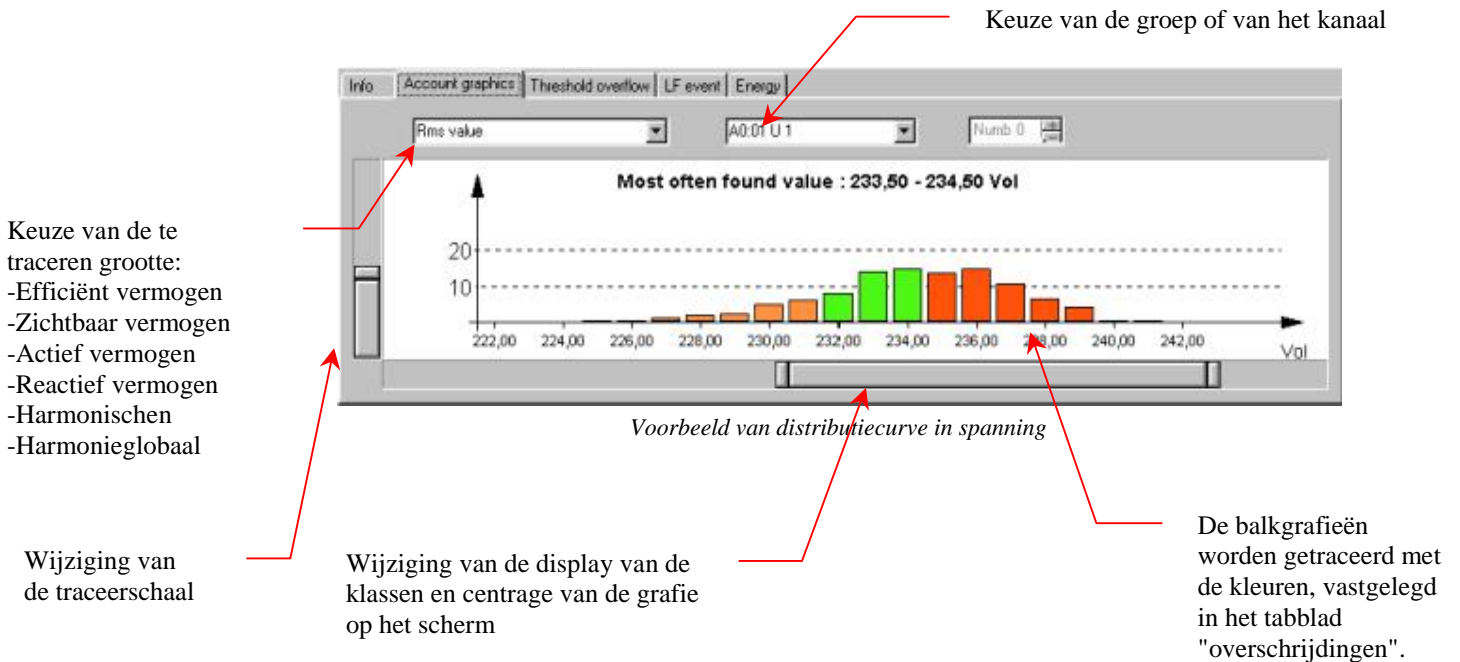 Keuze van de groep of van het kanaal
Info Account graphics Threshold overflow LF event Energy
Rms value A0:01 U 1 Numb 0
Most often found value : 233,50 - 234,50 Vol
20
10
222,00 224,00 226,00 228,00 230,00 232,00 234,00 236,00 238,00 240,00 242,00
Vol
Voorbeeld van distributiecurve in spanning
Keuze van de te
traceren grootte:
-Efficiënt vermogen
-Zichtbaar vermogen
-Actief vermogen
-Reactief vermogen
-Harmonischen
-Harmonieglobaal
Wijziging van
de traceerschaal
Wijziging van de display van de
klassen en centrage van de grafie
op het scherm
De balkgrafieën
worden getraceerd met
de kleuren, vastgelegd
in het tabblad
"overschrijdingen".